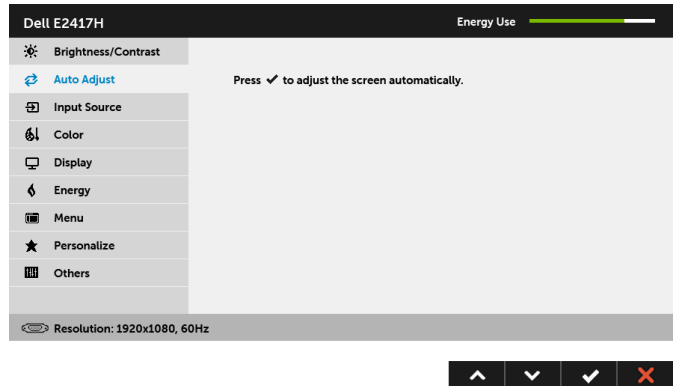 Dell E2417H
Energy Use
Brightness/Contrast
Auto Adjust
Press ✔ to adjust the screen automatically.
Input Source
Color
Display
Energy
Menu
Personalize
Others
Resolution: 1920x1080, 60Hz